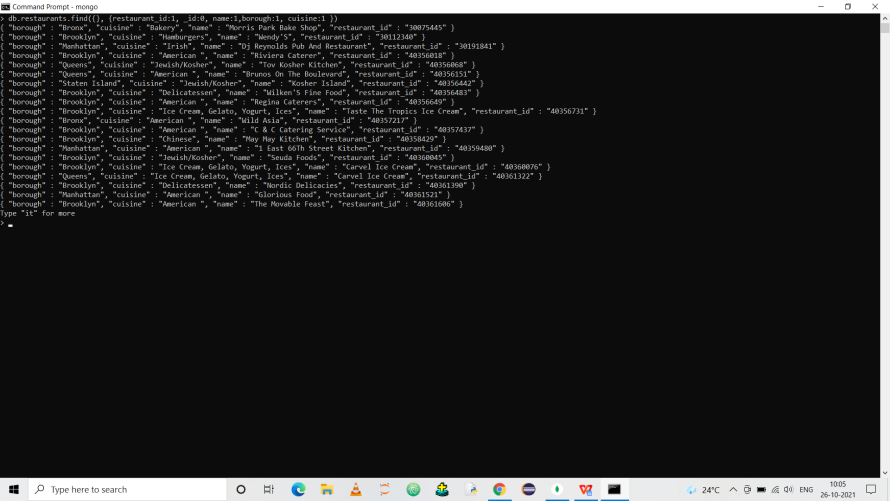 Command Prompt - mongo
> db.restaurants.find({}, {restaurant_id:1, _id:0, name:1,borough:1, cuisine:1 })
{ "borough" : "Bronx", "cuisine" : "Bakery", "name" : "Morris Park Bake Shop", "restaurant_id" : "30075445" }
{ "borough" : "Brooklyn", "cuisine" : "Hamburgers", "name" : "Wendy'S", "restaurant_id" : "30112340" }
{ "borough" : "Manhattan", "cuisine" : "Irish", "name" : "Dj Reynolds Pub And Restaurant", "restaurant_id" : "30191841" }
{ "borough" : "Brooklyn", "cuisine" : "American ", "name" : "Riviera Caterer", "restaurant_id" : "40356018" }
{ "borough" : "Queens", "cuisine" : "Jewish/Kosher", "name" : "Tov Kosher Kitchen", "restaurant_id" : "40356068" }
{ "borough" : "Queens", "cuisine" : "American ", "name" : "Brunos On The Boulevard", "restaurant_id" : "40356151" }
{ "borough" : "Staten Island", "cuisine" : "Jewish/Kosher", "name" : "Kosher Island", "restaurant_id" : "40356442" }
{ "borough" : "Brooklyn", "cuisine" : "Delicatessen", "name" : "Wilken'S Fine Food", "restaurant_id" : "40356483" }
{ "borough" : "Brooklyn", "cuisine" : "American ", "name" : "Regina Caterers", "restaurant_id" : "40356649" }
{ "borough" : "Brooklyn", "cuisine" : "Ice Cream, Gelato, Yogurt, Ices", "name" : "Taste The Tropics Ice Cream", "restaurant_id" : "40356731" }
{ "borough" : "Bronx", "cuisine" : "American ", "name" : "Wild Asia", "restaurant_id" : "40357217" }
{ "borough" : "Brooklyn", "cuisine" : "American ", "name" : "C & C Catering Service", "restaurant_id" : "40357437" }
{ "borough" : "Brooklyn", "cuisine" : "Chinese", "name" : "May May Kitchen", "restaurant_id" : "40358429" }
{ "borough" : "Manhattan", "cuisine" : "American ", "name" : "1 East 66Th Street Kitchen", "restaurant_id" : "40359480" }
{ "borough" : "Brooklyn", "cuisine" : "Jewish/Kosher", "name" : "Seuda Foods", "restaurant_id" : "40360045" }
{ "borough" : "Brooklyn", "cuisine" : "Ice Cream, Gelato, Yogurt, Ices", "name" : "Carvel Ice Cream", "restaurant_id" : "40360076" }
{ "borough" : "Queens", "cuisine" : "Ice Cream, Gelato, Yogurt, Ices", "name" : "Carvel Ice Cream", "restaurant_id" : "40361322" }
{ "borough" : "Brooklyn", "cuisine" : "Delicatessen", "name" : "Nordic Delicacies", "restaurant_id" : "40361390" }
{ "borough" : "Manhattan", "cuisine" : "American ", "name" : "Glorious Food", "restaurant_id" : "40361521" }
{ "borough" : "Brooklyn", "cuisine" : "American ", "name" : "The Movable Feast", "restaurant_id" : "40361606" }
Type "it" for more
>
Type here to search
24°C
ENG
10:05
26-10-2021